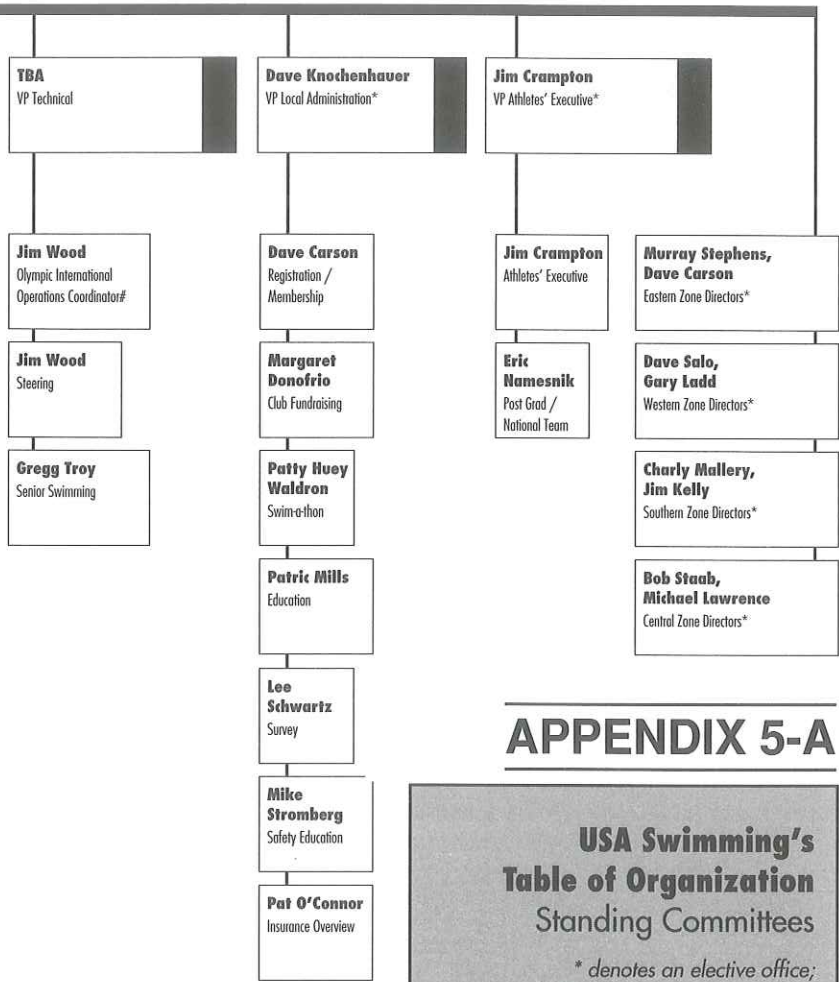 TBA
VP Technical
Dave Knochenhauer
VP Local Administration*
Jim Crampton
VP Athletes' Executive*
Jim Wood
Olympic International
Operations Coordinator#
Jim Wood
Steering
Gregg Troy
Senior Swimming
Dave Carson
Registration /
Membership
Margaret
Donofrio
Club Fundraising
Patty Huey
Waldron
Swim-a-thon
Patric Mills
Education
Lee
Schwartz
Survey
Mike
Stromberg
Safety Education
Pat O'Connor
Insurance Overview
Jim Crampton
Athletes' Executive
Eric
Namesnik
Post Grad /
National Team
Murray Stephens,
Dave Carson
Eastern Zone Directors*
Dave Salo,
Gary Ladd
Western Zone Directors*
Charly Mallery,
Jim Kelly
Southern Zone Directors*
Bob Staab,
Michael Lawrence
Central Zone Directors*
APPENDIX 5-A
USA Swimming's
Table of Organization
Standing Committees
* denotes an elective office;